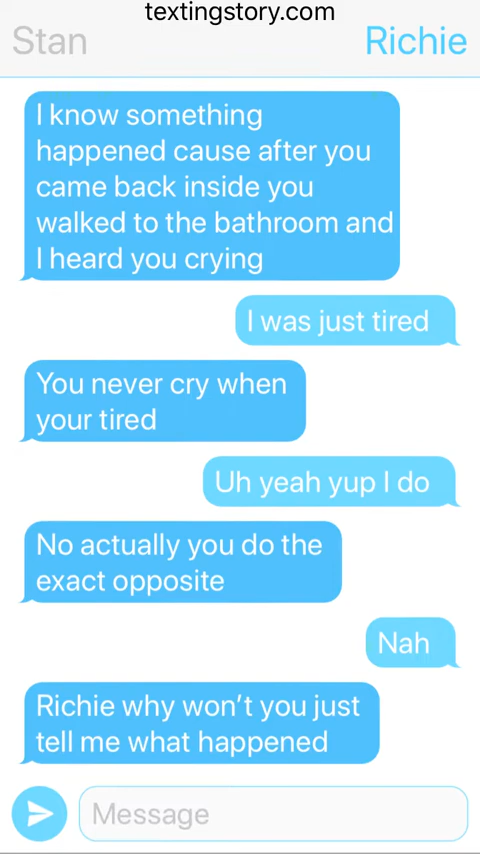 textingstory.com
Stan
Richie
I know something
happened cause after you
came back inside you
walked to the bathroom and
I heard you crying
I was just tired
You never cry when
your tired
Uh yeah yup I do
No actually you do the
exact opposite
Nah
Richie why won’t you just
tell me what happened
Message